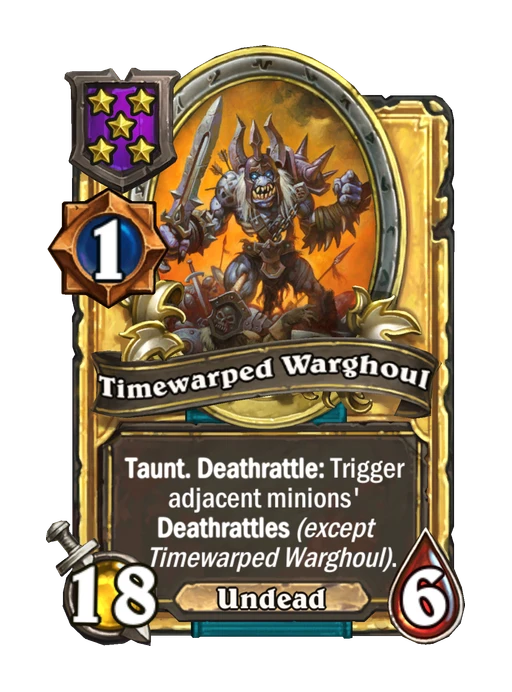 1
Timewarped Warghoul
Taunt. Deathrattle: Trigger
adjacent minions'
Deathrattles (except
Timewarped Warghoul).
18
Undead
6